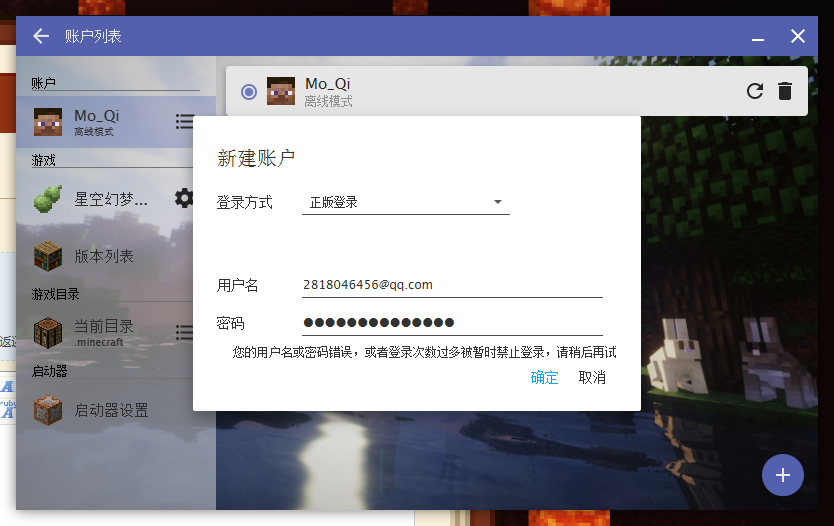 账户列表
账户
Mo_Qi
离线模式
游戏
星空幻梦...
版本列表
游戏目录
当前目录
.minecraft
启动器
启动器设置
Mo_Qi
离线模式
新建账户
登录方式
正版登录
用户名
2818046456@qq.com
密码
●●●●●●●●●●●●●●
您的用户名或密码错误，或者登录次数过多被暂时禁止登录，请稍后再试
确定
取消